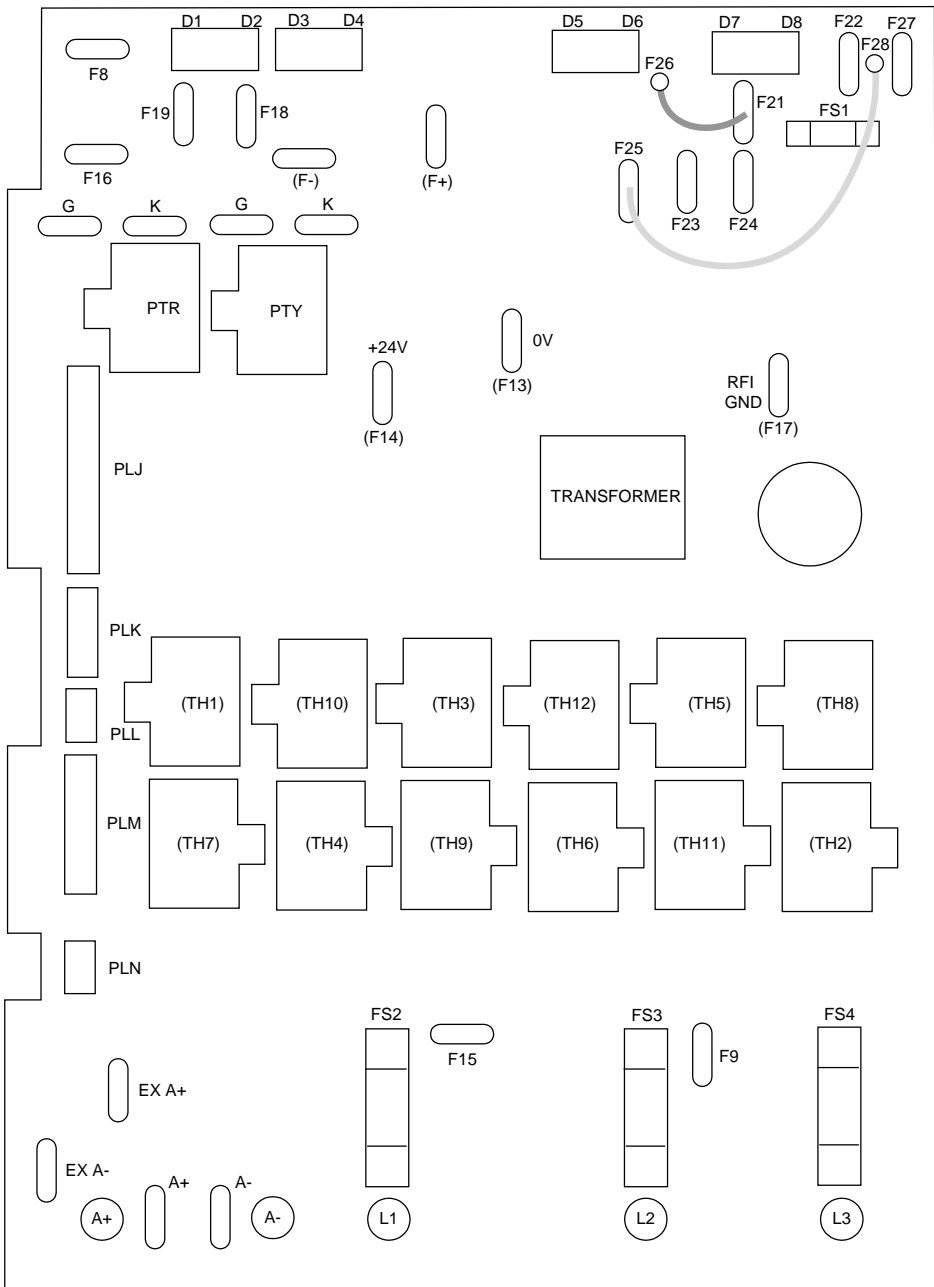 D1 D2 D3 D4
D5 D6
D7 D8
F22 F27
F8
F26
F28
F19 F18
F21
FS1
F16
(F-)
(F+)
F25
F23
F24
G K G K
PTR
PTY
+24V
(F14)
0V
(F13)
RFI
GND
(F17)
PLJ
TRANSFORMER
PLK
(TH1) (TH10) (TH3) (TH12) (TH5) (TH8)
PLL
PLM
(TH7) (TH4) (TH9) (TH6) (TH11) (TH2)
PLN
FS2
F15
FS3
F9
FS4
EX A+
EX A-
A+ A-
A+ A- L1 L2 L3